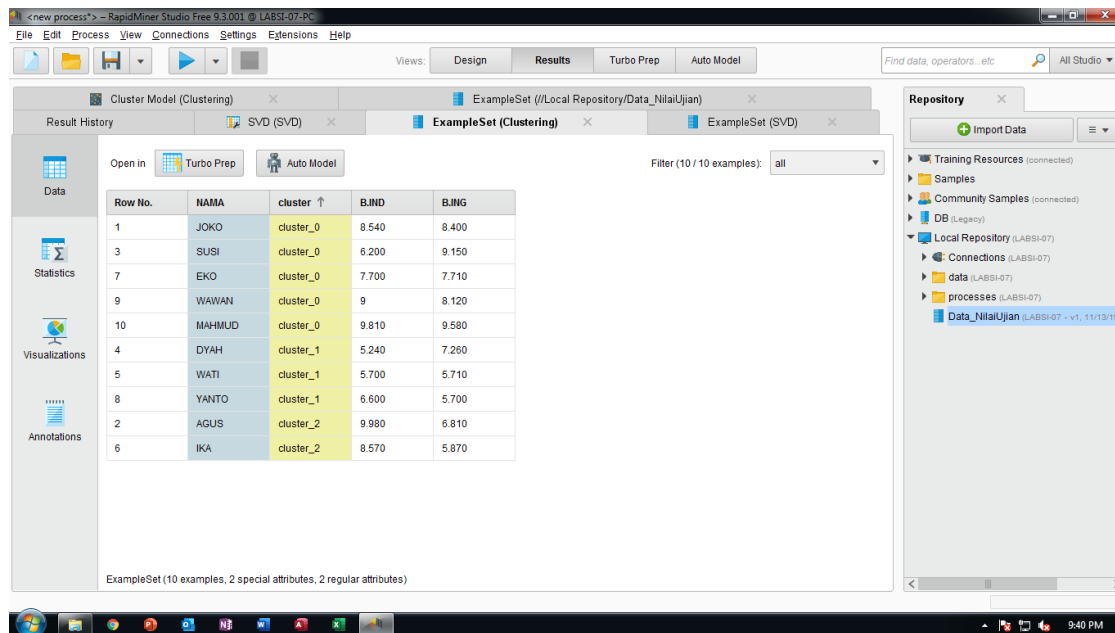 <new process*> – RapidMiner Studio Free 9.3.001 @ LABSI-07-PC
File Edit Process View Connections Settings Extensions Help
Views: Design Results Turbo Prep Auto Model Find data, operators...etc All Studio
Cluster Model (Clustering) ExampleSet (//Local Repository/Data_NilaiUjian)
Result History SVD (SVD) ExampleSet (Clustering) ExampleSet (SVD)
Data
Statistics
Visualizations
Annotations
Open in Turbo Prep Auto Model Filter (10 / 10 examples): all
Row No. NAMA cluster ↑ B.IND B.ING
1 JOKO cluster_0 8.540 8.400
3 SUSI cluster_0 6.200 9.150
7 EKO cluster_0 7.700 7.710
9 WAWAN cluster_0 9 8.120
10 MAHMUD cluster_0 9.810 9.580
4 DYAH cluster_1 5.240 7.260
5 WATI cluster_1 5.700 5.710
8 YANTO cluster_1 6.600 5.700
2 AGUS cluster_2 9.980 6.810
6 IKA cluster_2 8.570 5.870
ExampleSet (10 examples, 2 special attributes, 2 regular attributes)
Repository
Import Data
Training Resources (connected)
Samples
Community Samples (connected)
DB (Legacy)
Local Repository (LABSI-07)
Connections (LABSI-07)
data (LABSI-07)
processes (LABSI-07)
Data_NilaiUjian (LABSI-07 - v1, 11/13/1
9:40 PM